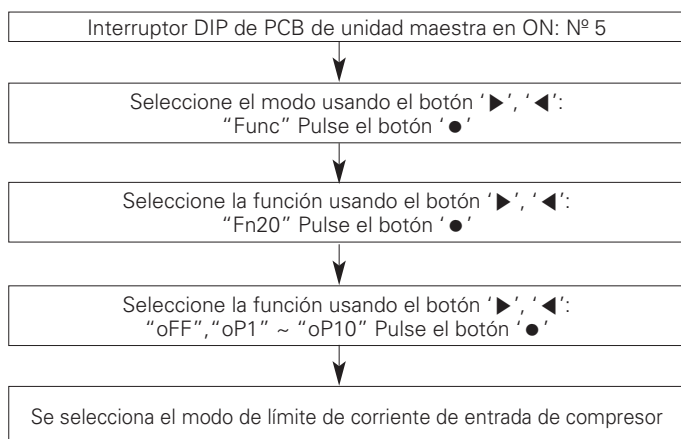 Interruptor DIP de PCB de unidad maestra en ON: Nº 5
Seleccione el modo usando el botón ‘▶’, ‘◀’:
“Func” Pulse el botón ‘●’
Seleccione la función usando el botón ‘▶’, ‘◀’:
“Fn20” Pulse el botón ‘●’
Seleccione la función usando el botón ‘▶’, ‘◀’:
“oFF”,“oP1” ~ “oP10” Pulse el botón ‘●’
Se selecciona el modo de límite de corriente de entrada de compresor